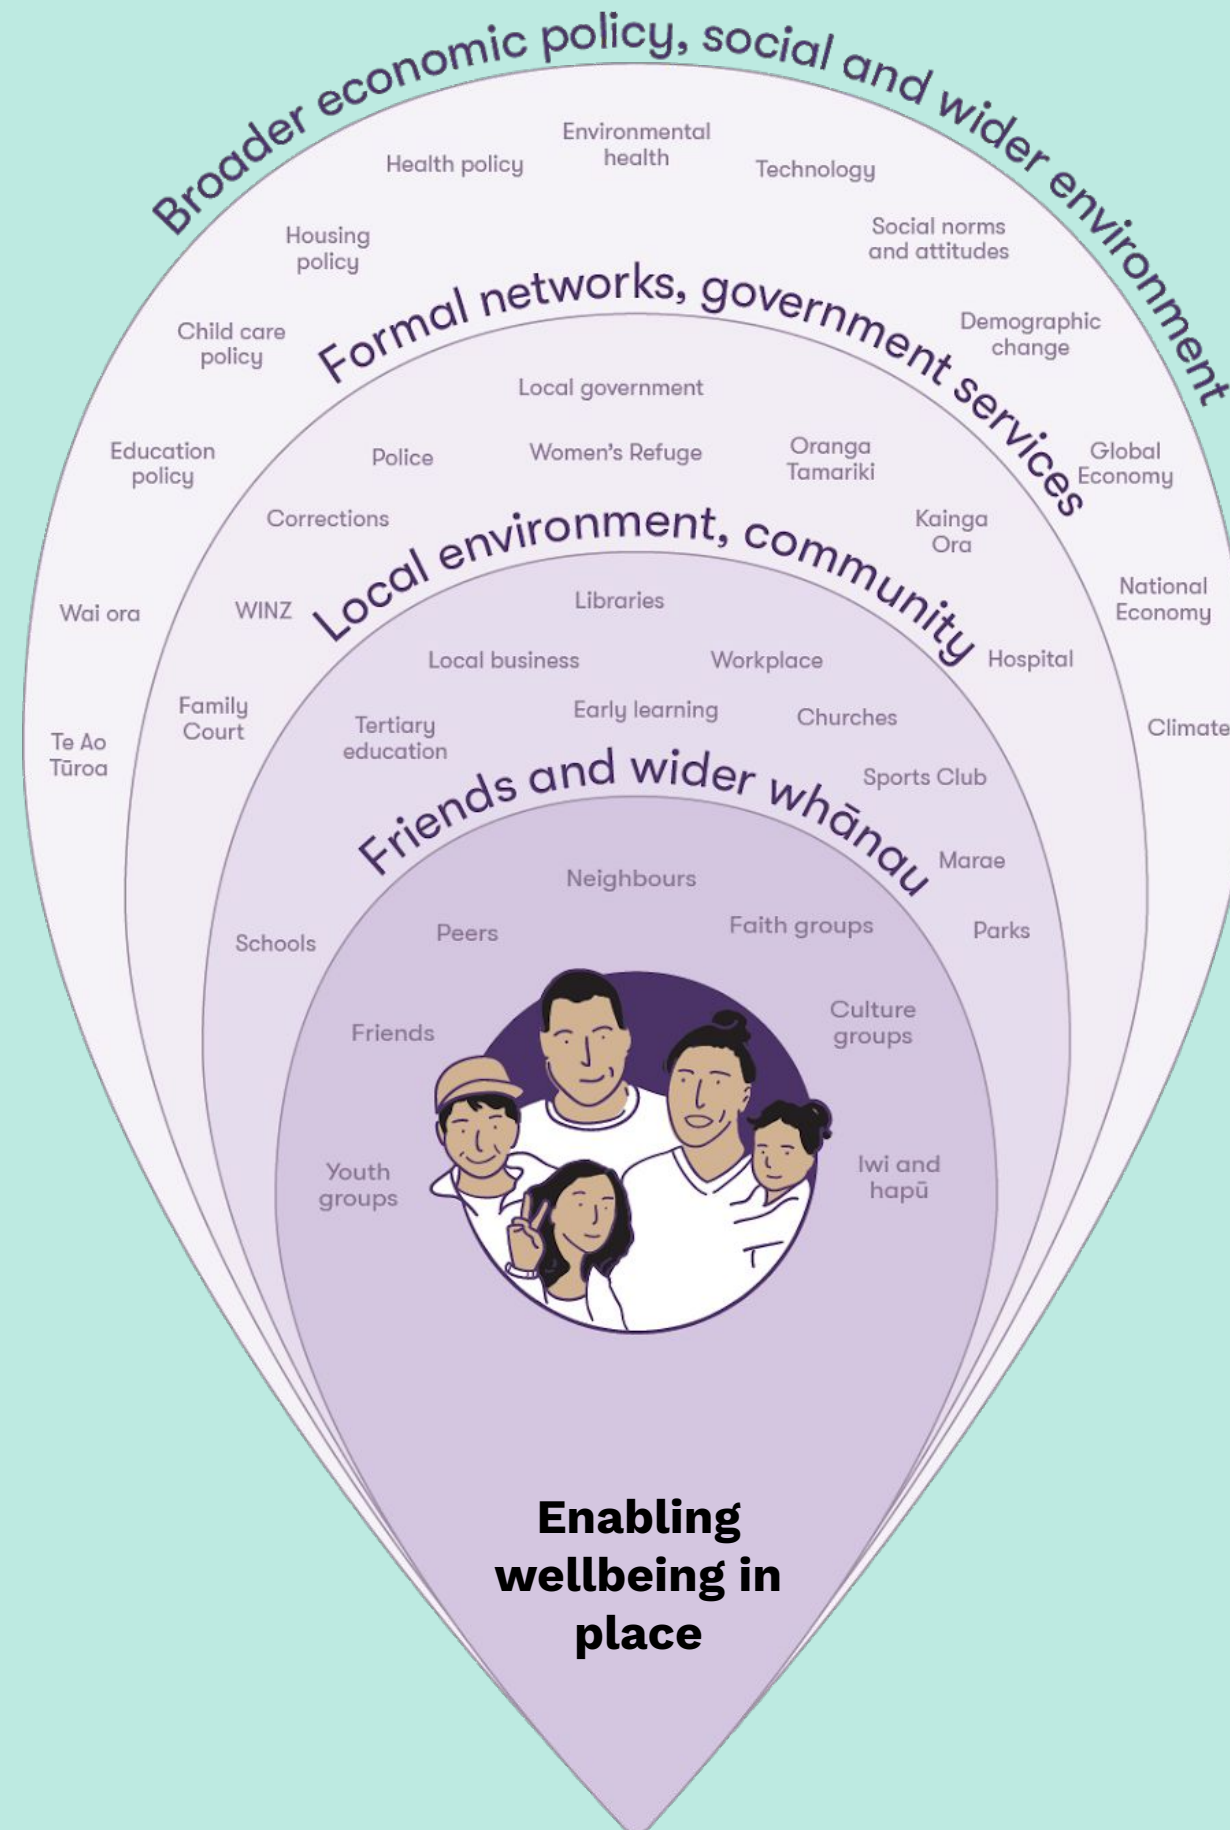 Broader economic policy, social and wider environment
Environmental
health
Health policy
Technology
Housing
policy
Social norms
and attitudes
Child care
policy
Demographic
change
Education
policy
Global
Economy
Wai ora
National
Economy
Te Ao
Tūroa
Climate
Formal networks, government services
Local government
Police
Women's Refuge
Oranga
Tamariki
Corrections
Kainga
Ora
WINZ
Hospital
Family
Court
Local environment, community
Libraries
Local business
Workplace
Tertiary
education
Early learning
Churches
Sports Club
Marae
Schools
Parks
Friends and wider whānau
Neighbours
Peers
Faith groups
Friends
Culture
groups
Youth
groups
Iwi and
hapū
Enabling
wellbeing in
place